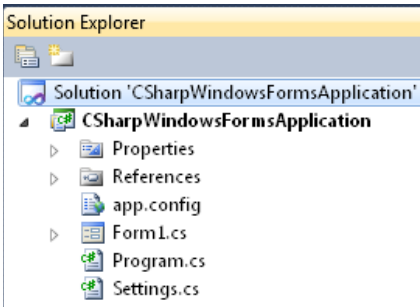 Solution Explorer
Solution 'CSharpWindowsFormsApplication'
CSharpWindowsFormsApplication
Properties
References
app.config
Form1.cs
Program.cs
Settings.cs